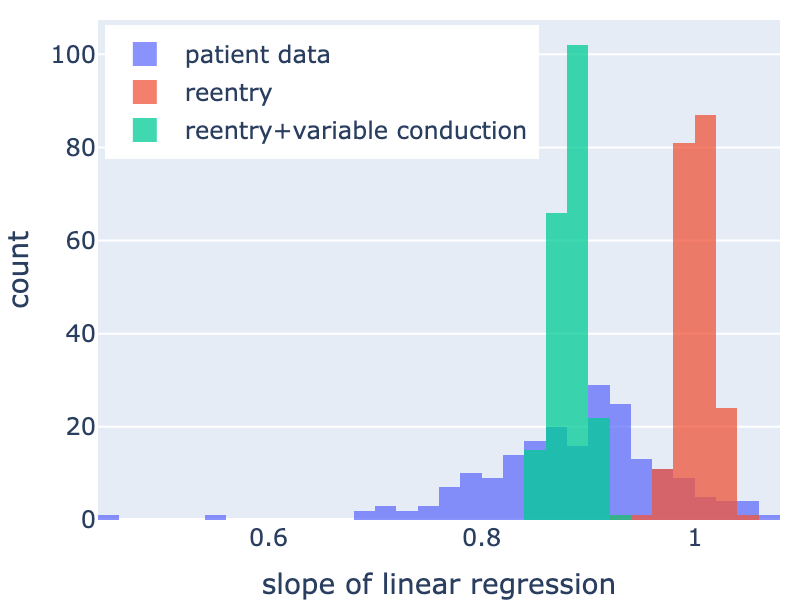 patient data
reentry
reentry+variable conduction
100
80
60
40
20
0
count
0.6
0.8
1
slope of linear regression